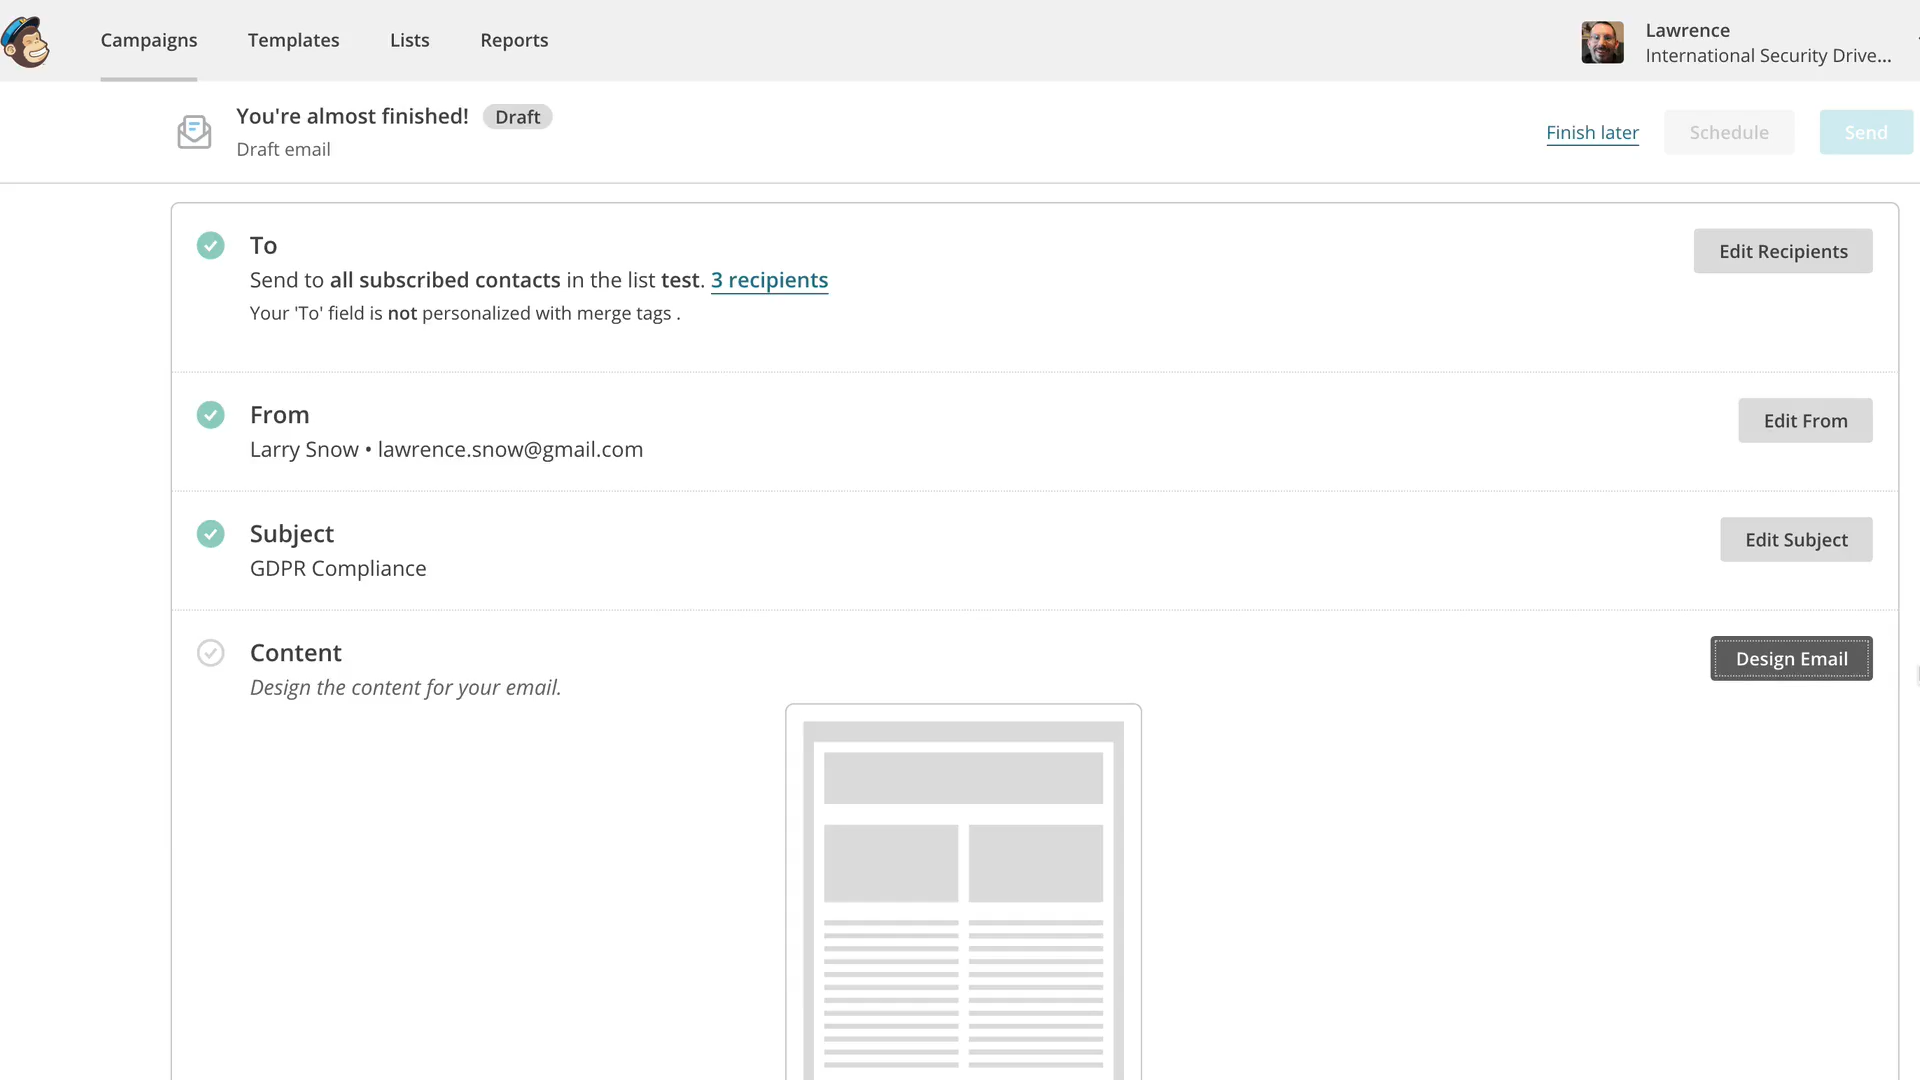 Campaigns Templates Lists Reports
Lawrence
International Security Drive...
You're almost finished! Draft
Draft email
Finish later Schedule Send
To
Send to all subscribed contacts in the list test. 3 recipients
Your 'To' field is not personalized with merge tags .
Edit Recipients
From
Larry Snow • lawrence.snow@gmail.com
Edit From
Subject
GDPR Compliance
Edit Subject
Content
Design the content for your email.
Design Email